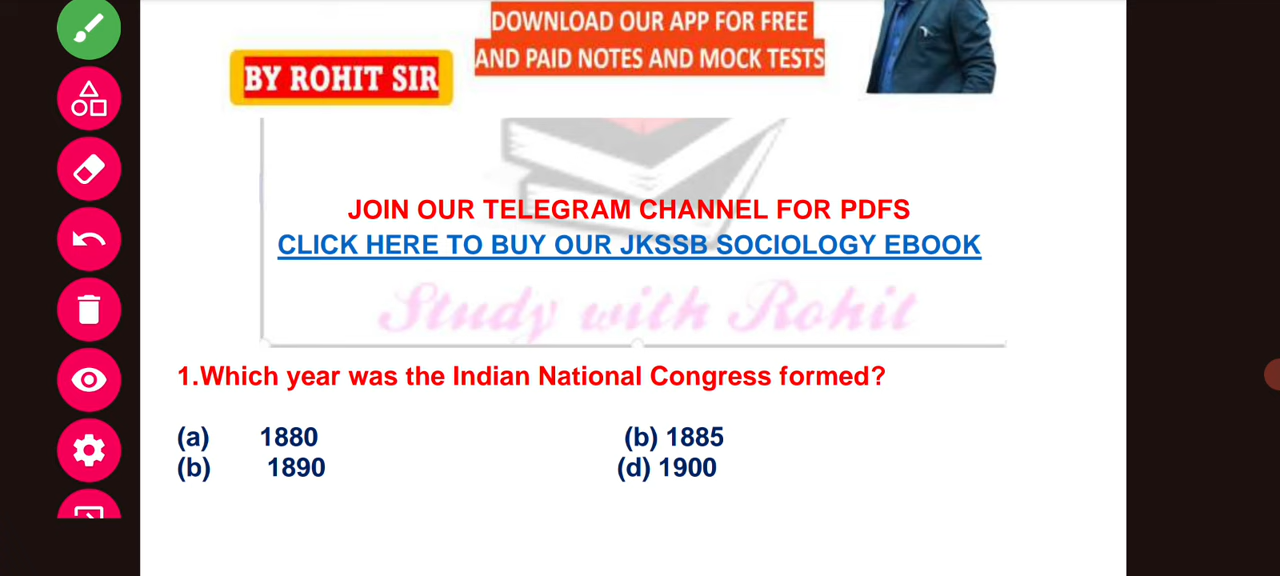 DOWNLOAD OUR APP FOR FREE
AND PAID NOTES AND MOCK TESTS
BY ROHIT SIR
JOIN OUR TELEGRAM CHANNEL FOR PDFS
CLICK HERE TO BUY OUR JKSSB SOCIOLOGY EBOOK
Study with Rohit
1.Which year was the Indian National Congress formed?
(a) 1880 (b) 1885
(b) 1890 (d) 1900